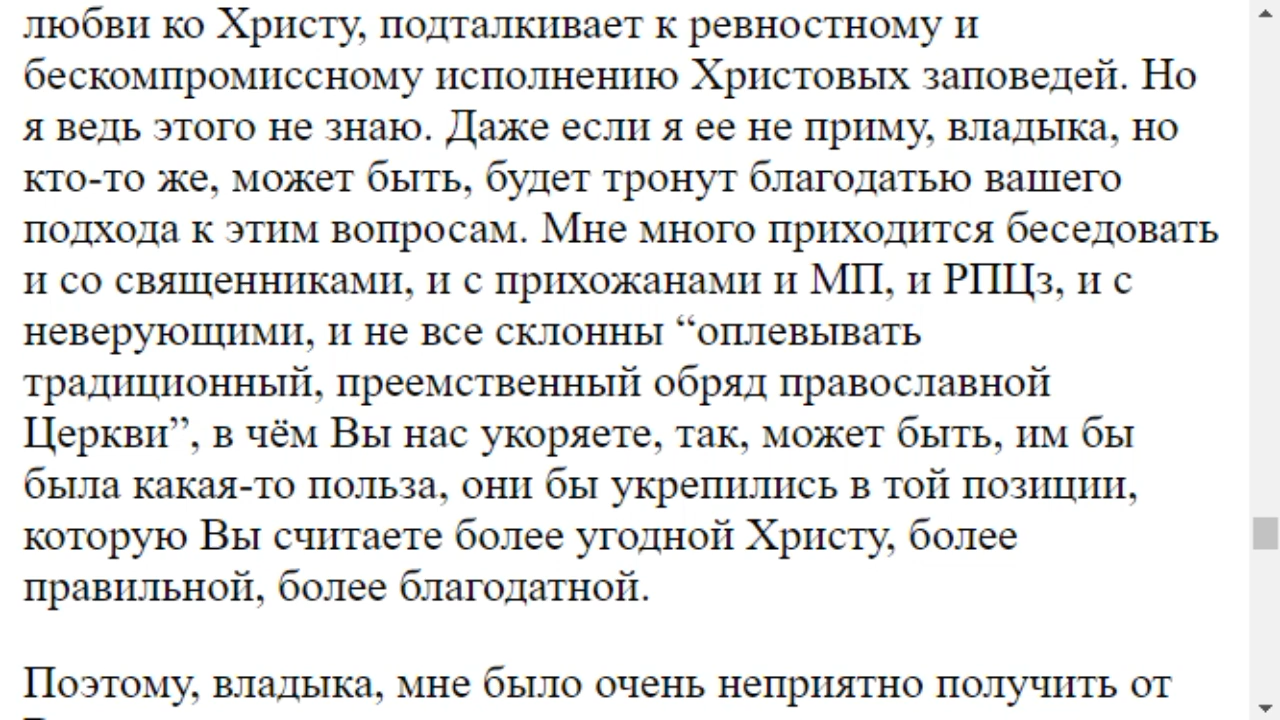 любви ко Христу, подталкивает к ревностному и
бескомпромиссному исполнению Христовых заповедей. Но
я ведь этого не знаю. Даже если я ее не приму, владыка, но
кто-то же, может быть, будет тронут благодатью вашего
подхода к этим вопросам. Мне много приходится беседовать
и со священниками, и с прихожанами и МП, и РПЦз, и с
неверующими, и не все склонны “оплевывать
традиционный, преемственный обряд православной
Церкви”, в чём Вы нас укоряете, так, может быть, им бы
была какая-то польза, они бы укрепились в той позиции,
которую Вы считаете более угодной Христу, более
правильной, более благодатной.
Поэтому, владыка, мне было очень неприятно получить от